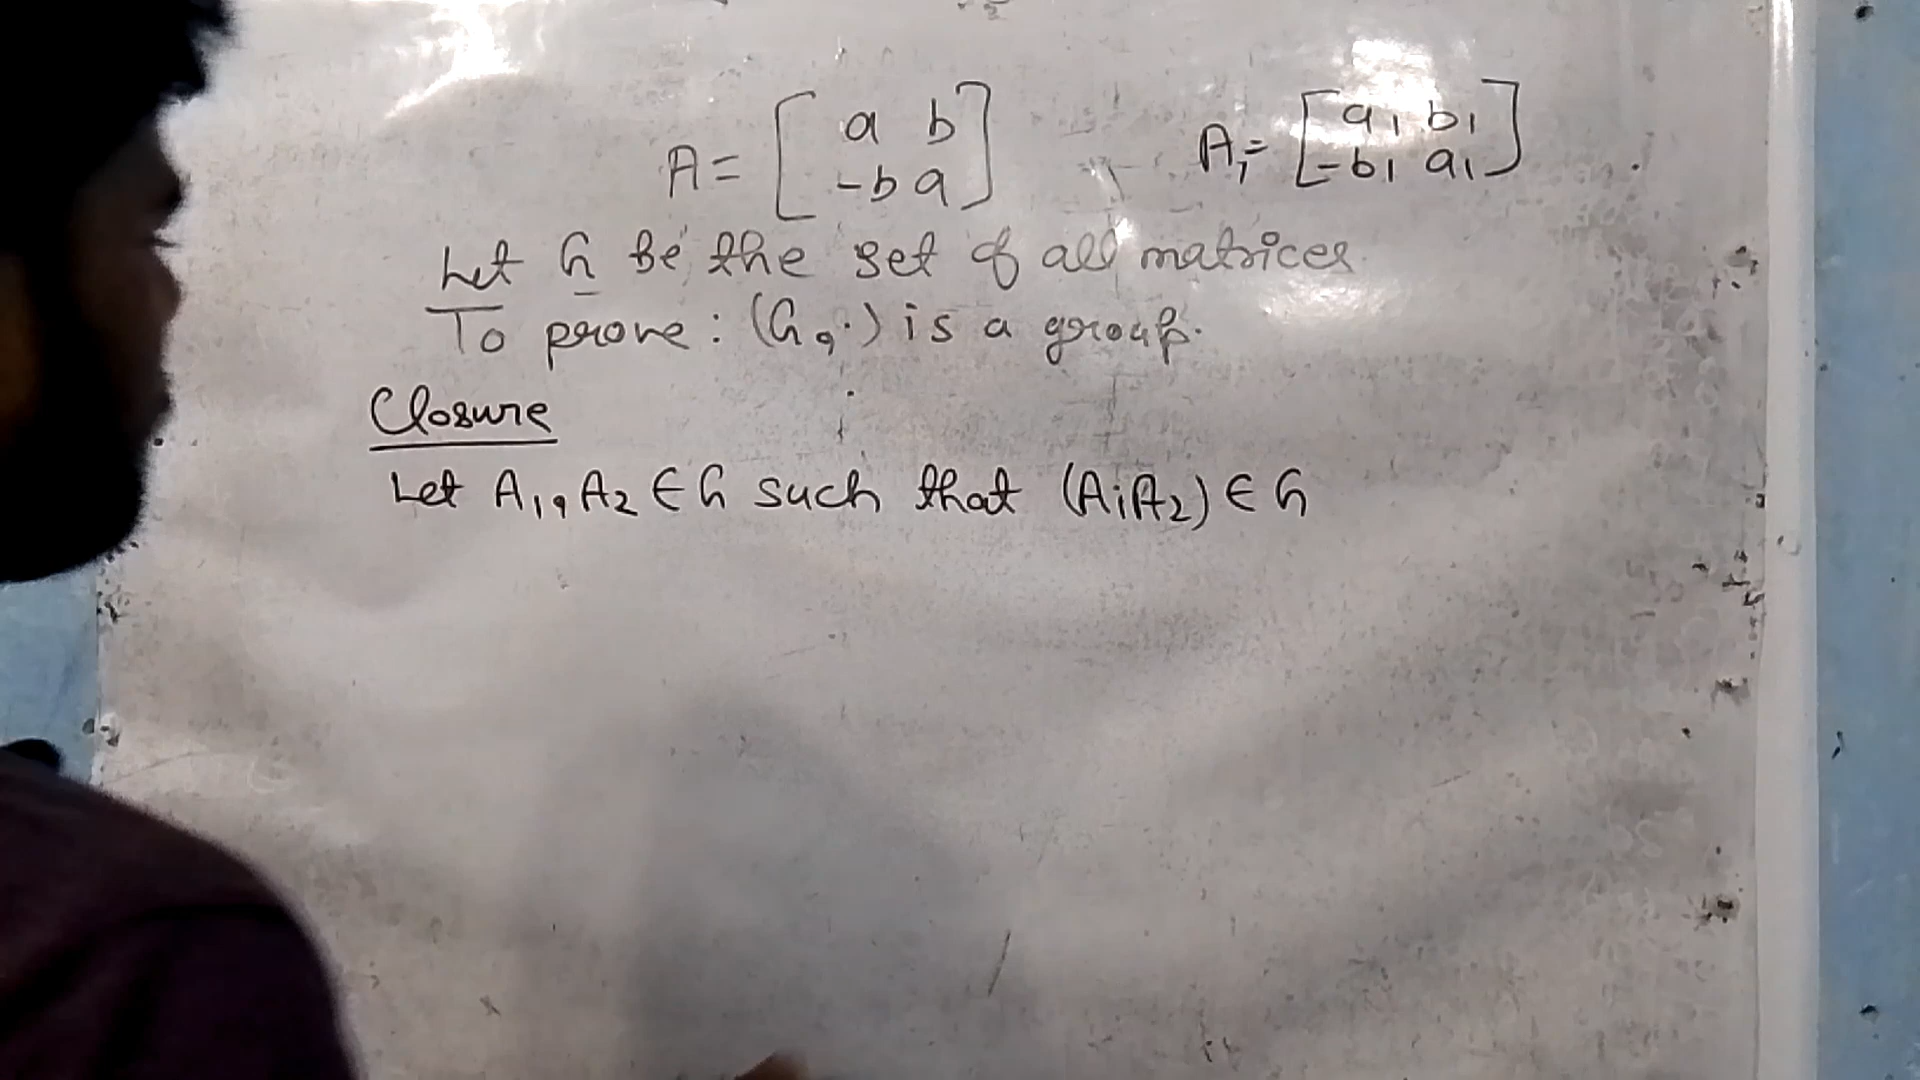 A = [ a b
-b a ]
A1 = [ a1 b1
-b1 a1 ]
Let G be the set of all matrices
To prove : (G, .) is a group.
Closure
Let A1, A2 ∈ G such that (A1A2) ∈ G